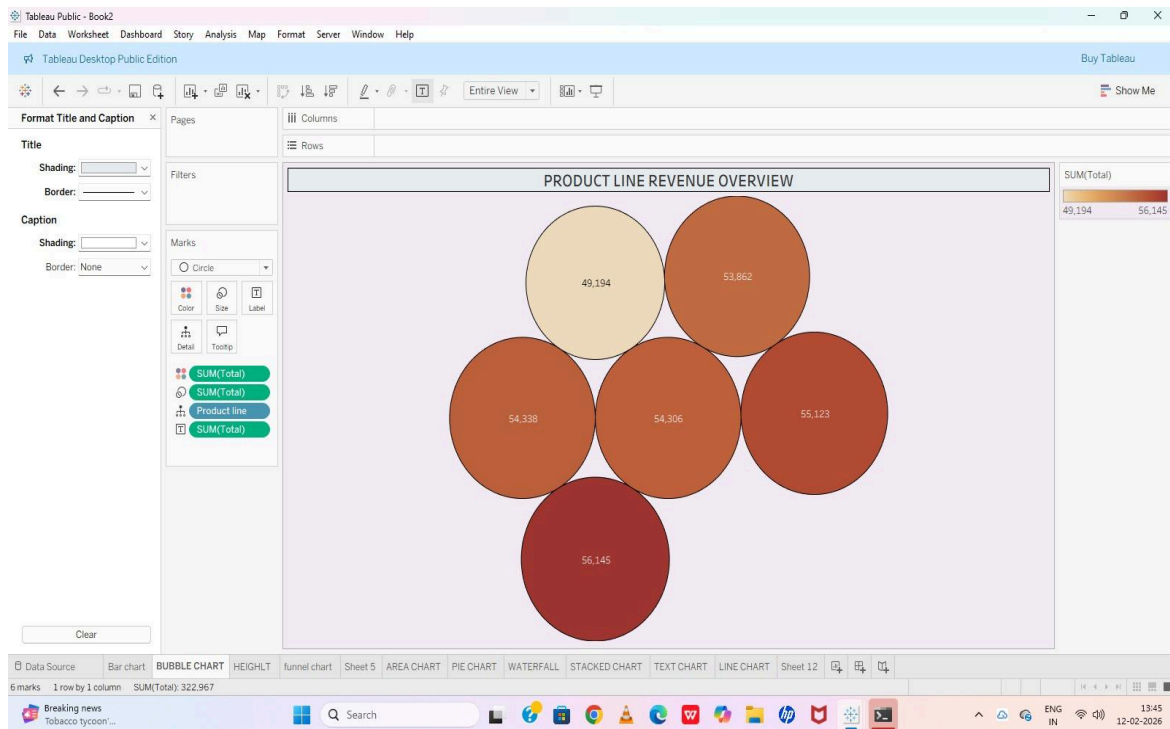 Tableau Public - Book2
File Data Worksheet Dashboard Story Analysis Map Format Server Window Help
Tableau Desktop Public Edition
Buy Tableau
Entire View
Show Me
Format Title and Caption
Title
Shading:
Border:
Caption
Shading:
Border: None
Clear
Pages
Filters
Marks
Circle
Color Size Label
Detail Tooltip
SUM(Total)
SUM(Total)
Product line
SUM(Total)
Columns
Rows
PRODUCT LINE REVENUE OVERVIEW
49,194
53,862
54,338
54,306
55,123
56,145
SUM(Total)
49,194 56,145
Data Source Bar chart BUBBLE CHART HEIGHLT funnel chart Sheet 5 AREA CHART PIE CHART WATERFALL STACKED CHART TEXT CHART LINE CHART Sheet 12
6 marks 1 row by 1 column SUM(Total): 322,967
Breaking news
Tobacco tycoon'...
Search
ENG
IN
13:45
12-02-2026